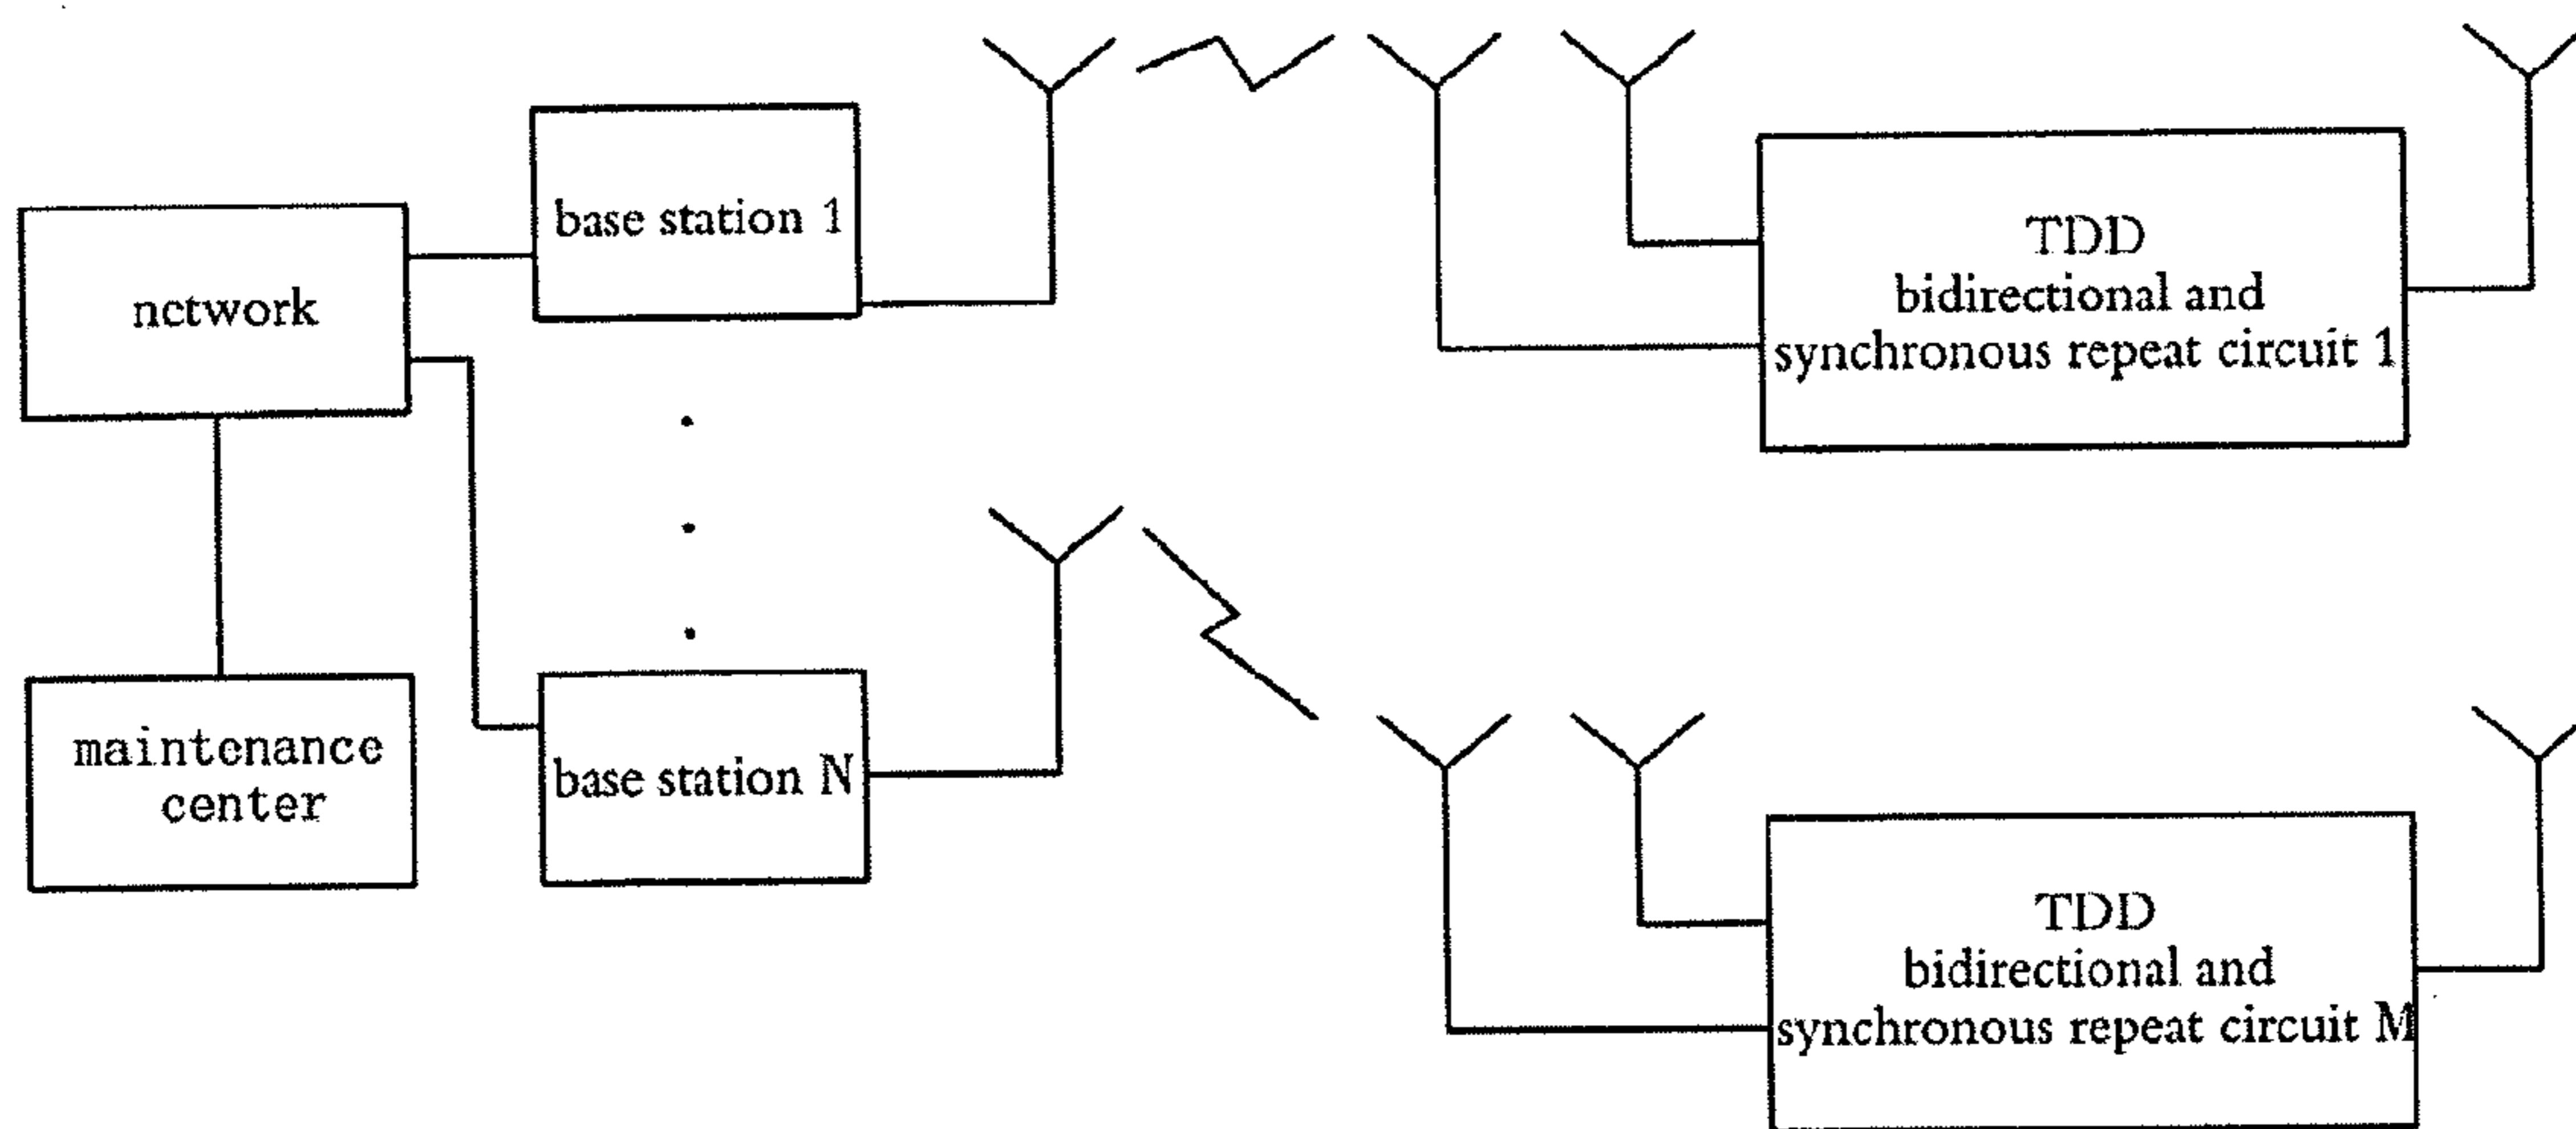 base station 1
network
TDD
bidirectional and
synchronous repeat circuit 1
maintenance
center
base station N
TDD
bidirectional and
synchronous repeat circuit M